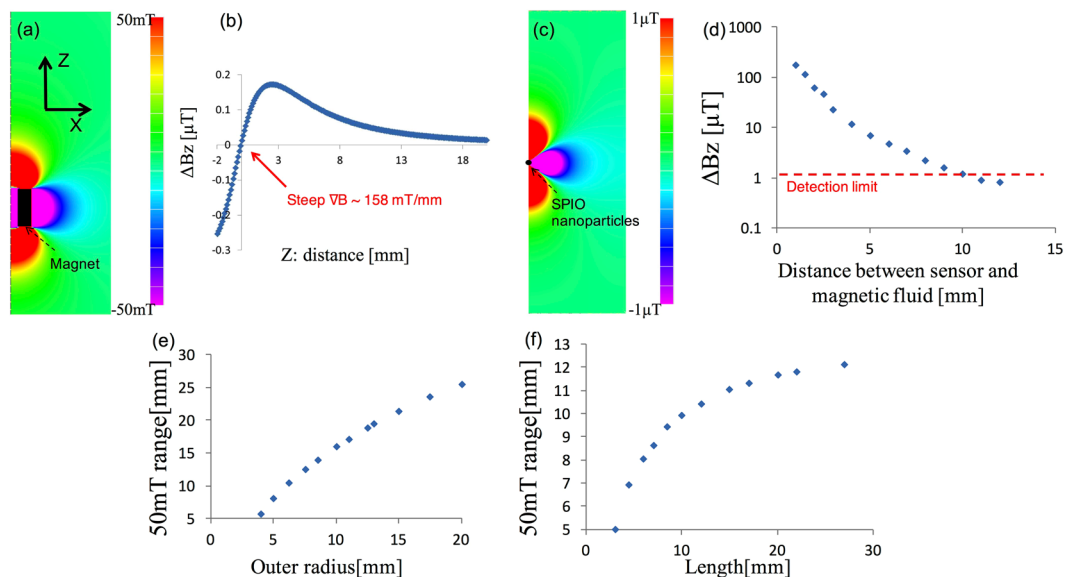 (a)
50mT
Z
X
Magnet
-50mT
(b)
ΔBz [µT]
0.2
0.1
0
-0.1
-0.2
-0.3
-2
3
8
13
18
Steep ∇B ~ 158 mT/mm
Z: distance [mm]
(c)
1µT
SPIO
nanoparticles
-1µT
(d)
ΔBz [µT]
1000
100
10
1
0.1
Detection limit
0
5
10
15
Distance between sensor and
magnetic fluid [mm]
(e)
50mT range[mm]
30
25
20
15
10
5
0
5
10
15
20
Outer radius[mm]
(f)
50mT range[mm]
13
12
11
10
9
8
7
6
5
0
10
20
30
Length[mm]